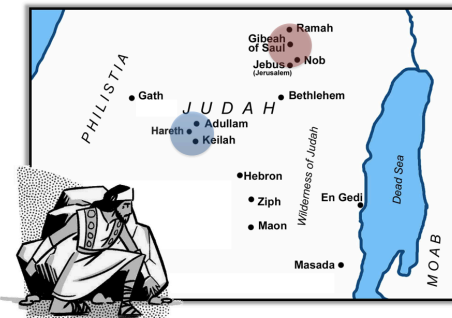 Ramah
Gibeah
of Saul
Nob
Jebus
(Jerusalem)
PHILISTIA
Gath
Bethlehem
JUDAH
Adullam
Hareth
Keilah
Wilderness of Judah
Hebron
Dead Sea
Ziph
En Gedi
Maon
MOAB
Masada